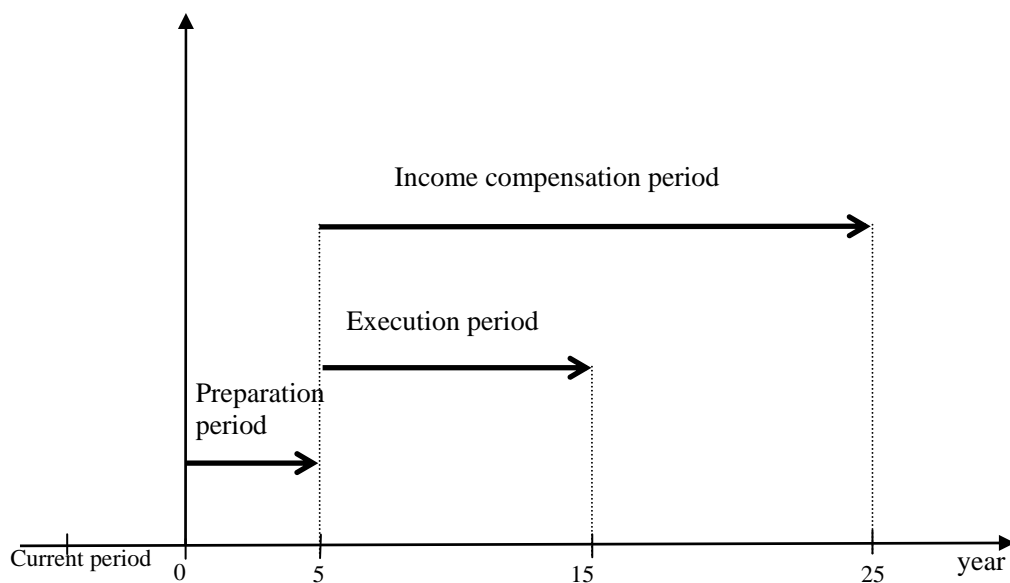 Income compensation period
Execution period
Preparation
period
Current period
0
5
15
25
year